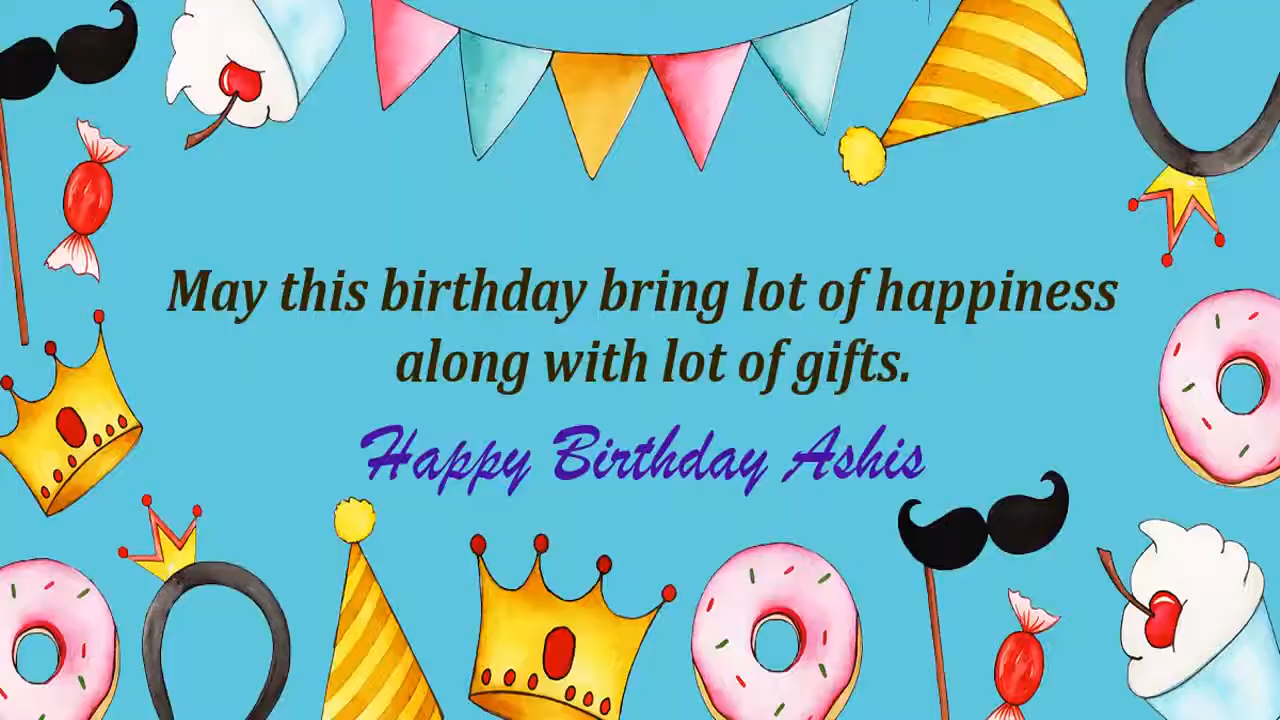 May this birthday bring lot of happiness
along with lot of gifts.
Happy Birthday Ashis